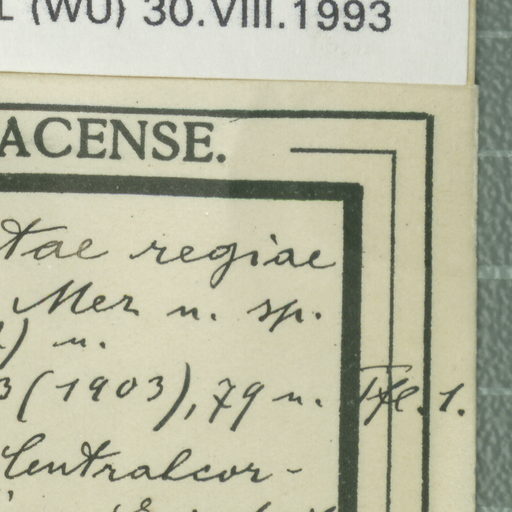 L (WU) 30.VIII.1993
ACENSE.
tae regiae
Mez n. sp.
) n.
3 (1903), 79 n. Tfl. 1.
Centralcor-